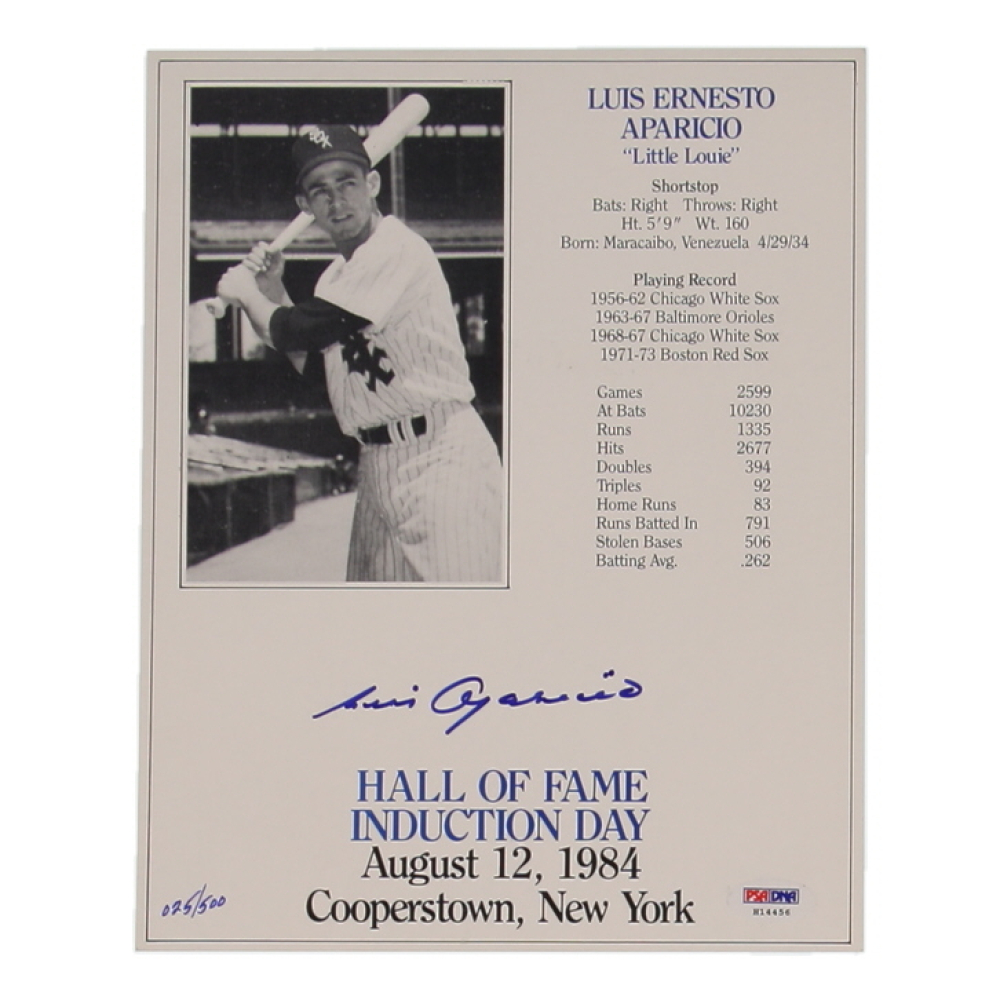 SOX
SOX
LUIS ERNESTO
APARICIO
“Little Louie”
Shortstop
Bats: Right Throws: Right
Ht. 5'9" Wt. 160
Born: Maracaibo, Venezuela 4/29/34
Playing Record
1956-62 Chicago White Sox
1963-67 Baltimore Orioles
1968-67 Chicago White Sox
1971-73 Boston Red Sox
Games 2599
At Bats 10230
Runs 1335
Hits 2677
Doubles 394
Triples 92
Home Runs 83
Runs Batted In 791
Stolen Bases 506
Batting Avg. .262
Luis Aparicio
HALL OF FAME
INDUCTION DAY
August 12, 1984
Cooperstown, New York
025/500
PSA DNA
H14456